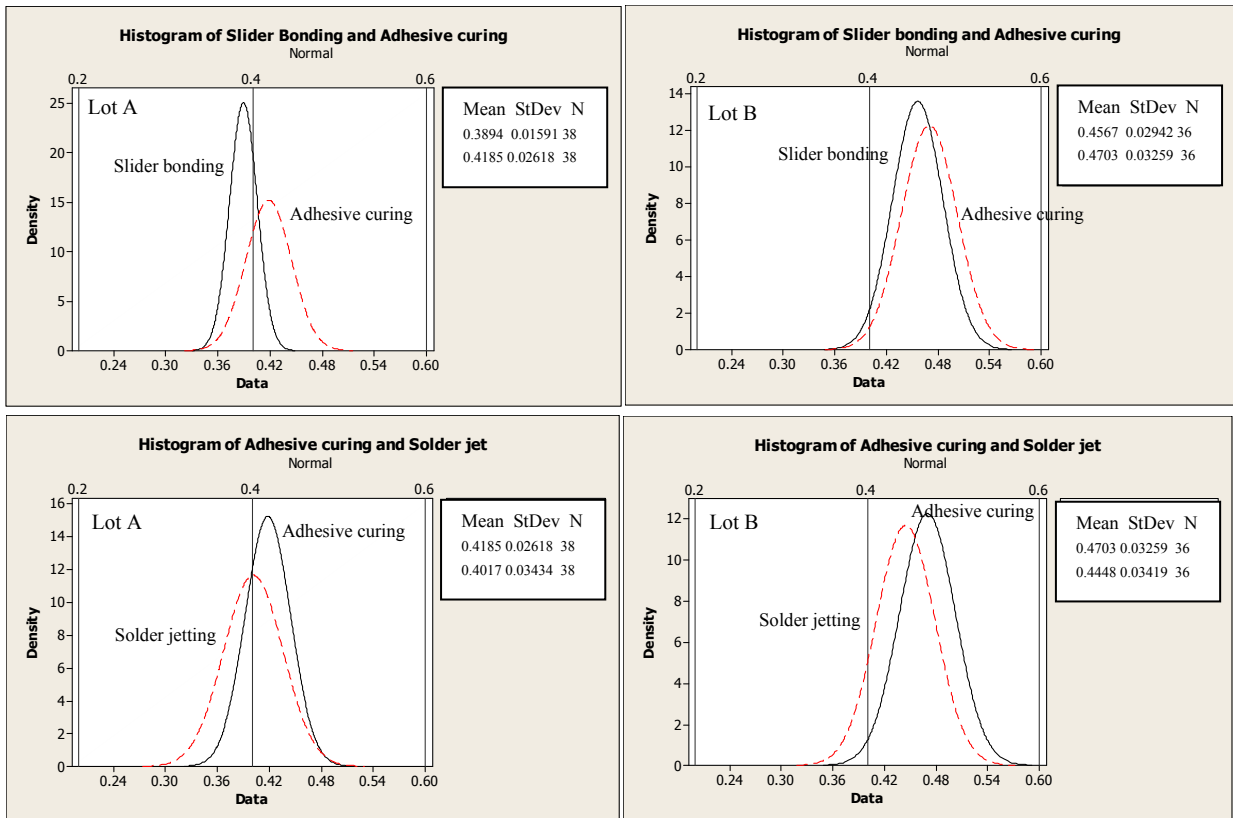 Histogram of Slider Bonding and Adhesive curing
Normal
0.2 0.4 0.6
Lot A
Slider bonding
Adhesive curing
Density
25
20
15
10
5
0
0.24 0.30 0.36 0.42 0.48 0.54 0.60
Data
Mean StDev N
0.3894 0.01591 38
0.4185 0.02618 38
Histogram of Slider bonding and Adhesive curing
Normal
0.2 0.4 0.6
Lot B
Slider bonding
Adhesive curing
Density
14
12
10
8
6
4
2
0
0.24 0.30 0.36 0.42 0.48 0.54 0.60
Data
Mean StDev N
0.4567 0.02942 36
0.4703 0.03259 36
Histogram of Adhesive curing and Solder jet
Normal
0.2 0.4 0.6
Lot A
Adhesive curing
Solder jetting
Density
16
14
12
10
8
6
4
2
0
0.24 0.30 0.36 0.42 0.48 0.54 0.60
Data
Mean StDev N
0.4185 0.02618 38
0.4017 0.03434 38
Histogram of Adhesive curing and Solder jet
Normal
0.2 0.4 0.6
Lot B
Adhesive curing
Solder jetting
Density
12
10
8
6
4
2
0
0.24 0.30 0.36 0.42 0.48 0.54 0.60
Data
Mean StDev N
0.4703 0.03259 36
0.4448 0.03419 36